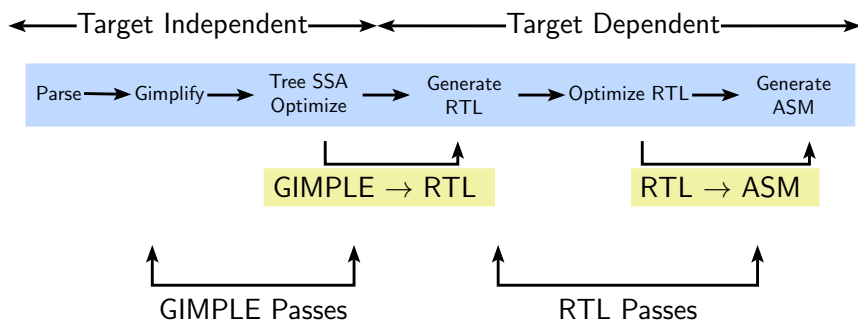 Target Independent Target Dependent
Parse Gimplify Tree SSA Optimize Generate RTL Optimize RTL Generate ASM
GIMPLE → RTL RTL → ASM
GIMPLE Passes RTL Passes